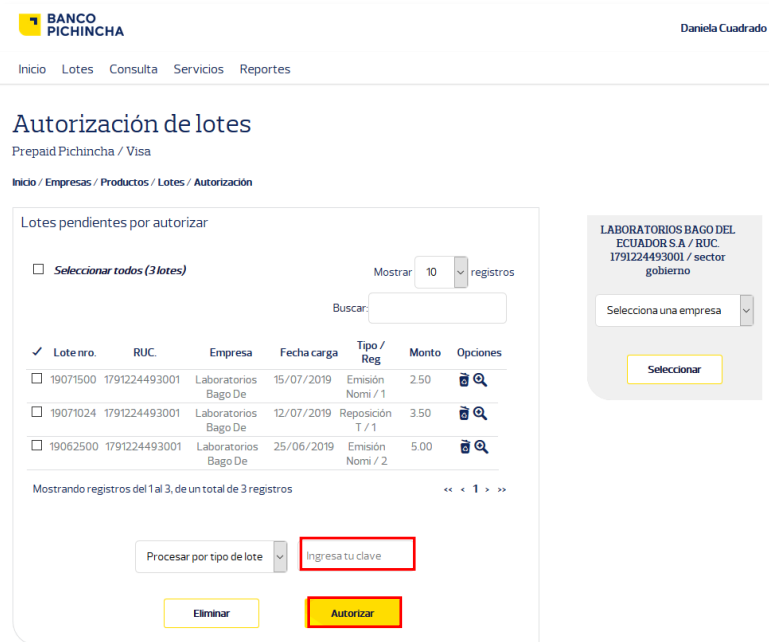 BANCO
PICHINCHA
Daniela Cuadrado
Inicio Lotes Consulta Servicios Reportes
Autorización de lotes
Prepaid Pichincha / Visa
Inicio / Empresas / Productos / Lotes / Autorización
Lotes pendientes por autorizar
Seleccionar todos (3 lotes)
Mostrar 10 registros
Buscar:
Lote nro. RUC. Empresa Fecha carga Tipo / Reg Monto Opciones
19071500 1791224493001 Laboratorios Bago De 15/07/2019 Emisión Nomi / 1 2.50
19071024 1791224493001 Laboratorios Bago De 12/07/2019 Reposición T / 1 3.50
19062500 1791224493001 Laboratorios Bago De 25/06/2019 Emisión Nomi / 2 5.00
Mostrando registros del 1 al 3, de un total de 3 registros
‹‹ ‹ 1 › ››
Procesar por tipo de lote
Ingresa tu clave
Eliminar
Autorizar
LABORATORIOS BAGO DEL
ECUADOR S.A / RUC.
1791224493001 / sector
gobierno
Selecciona una empresa
Seleccionar